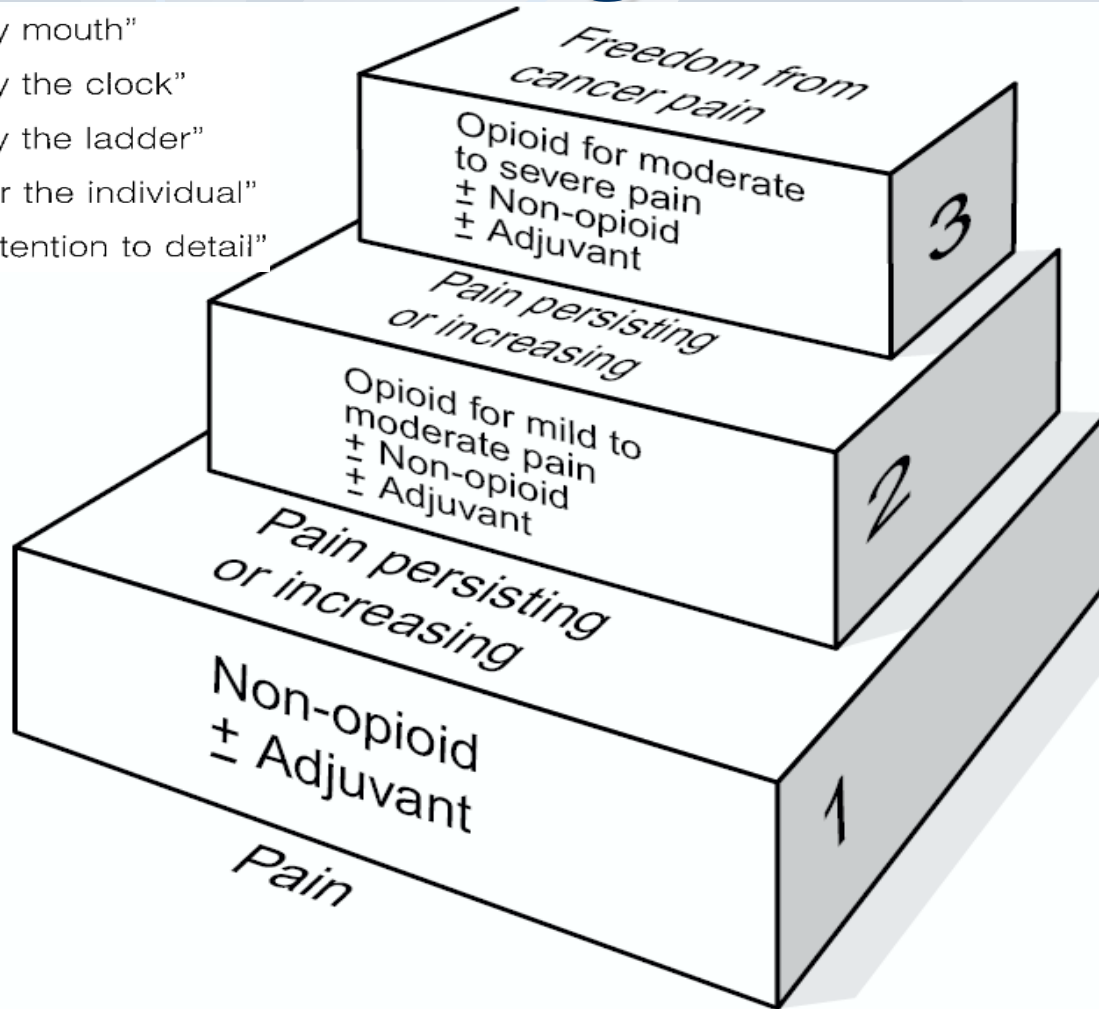 y mouth”
y the clock”
y the ladder”
r the individual”
tention to detail”
Freedom from
cancer pain
Opioid for moderate
to severe pain
± Non-opioid
± Adjuvant
3
Pain persisting
or increasing
Opioid for mild to
moderate pain
± Non-opioid
± Adjuvant
2
Pain persisting
or increasing
Non-opioid
± Adjuvant
1
Pain